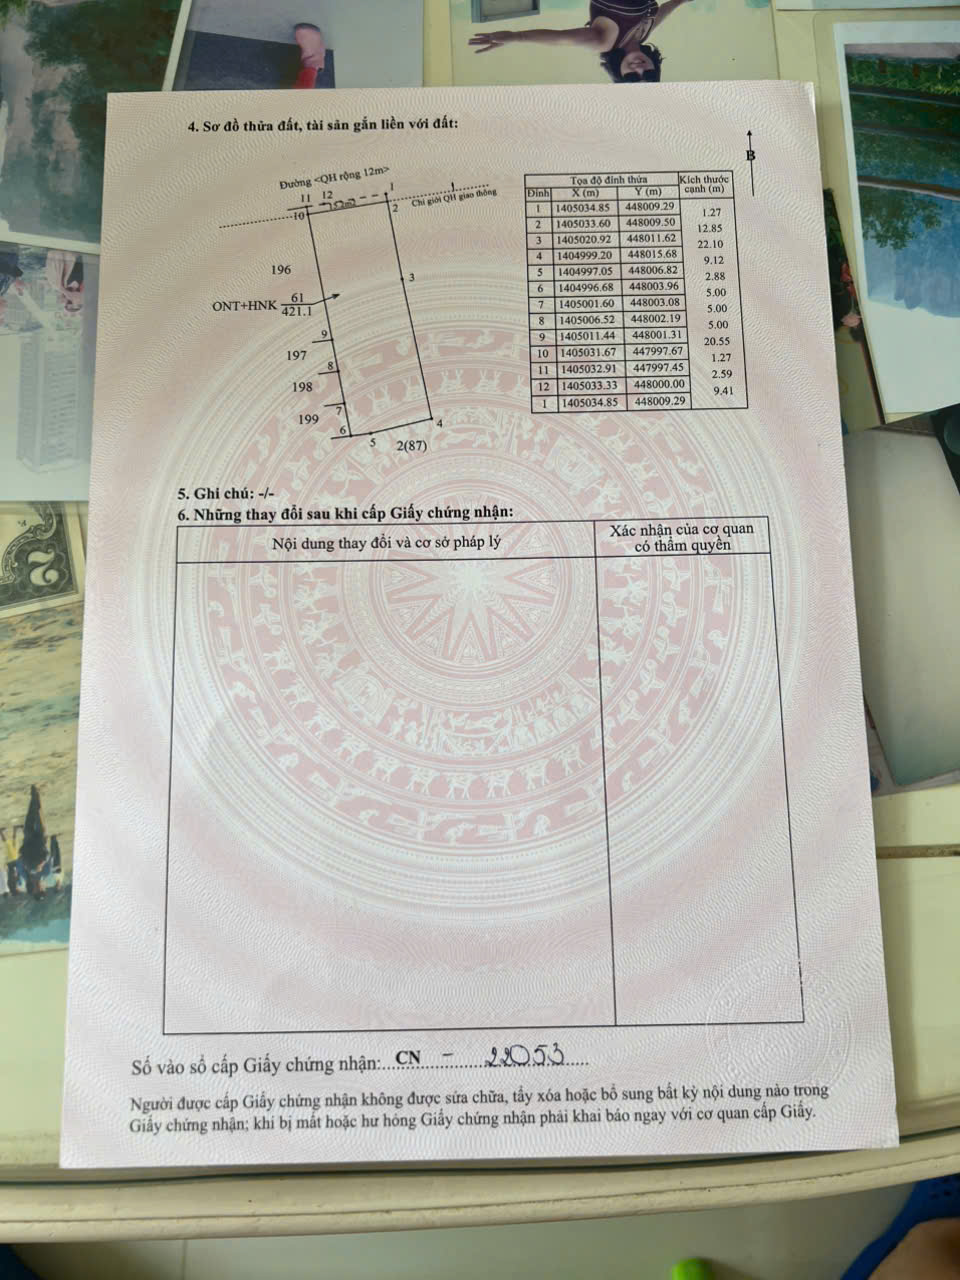 4. Sơ đồ thửa đất, tài sản gắn liền với đất:
B
Đường <QH rộng 12m>
11 12 1
10 2
Chỉ giới QH giao thông
196
3
ONT+HNK 61
421.1
9
197
8
198
7
199
6
5
4
2(87)
Đỉnh Tọa độ đỉnh thửa Kích thước cạnh (m)
X (m) Y (m)
1 1405034.85 448009.29
1.27
2 1405033.60 448009.50
12.85
3 1405020.92 448011.62
22.10
4 1404999.20 448015.68
9.12
5 1404997.05 448006.82
2.88
6 1404996.68 448003.96
5.00
7 1405001.60 448003.08
5.00
8 1405006.52 448002.19
5.00
9 1405011.44 448001.31
20.55
10 1405031.67 447997.67
1.27
11 1405032.91 447997.45
2.59
12 1405033.33 448000.00
9.41
1 1405034.85 448009.29
5. Ghi chú: -/-
6. Những thay đổi sau khi cấp Giấy chứng nhận:
Nội dung thay đổi và cơ sở pháp lý
Xác nhận của cơ quan
có thẩm quyền
Số vào sổ cấp Giấy chứng nhận:....CN - 22053
Người được cấp Giấy chứng nhận không được sửa chữa, tẩy xóa hoặc bổ sung bất kỳ nội dung nào trong
Giấy chứng nhận; khi bị mất hoặc hư hỏng Giấy chứng nhận phải khai báo ngay với cơ quan cấp Giấy.
2